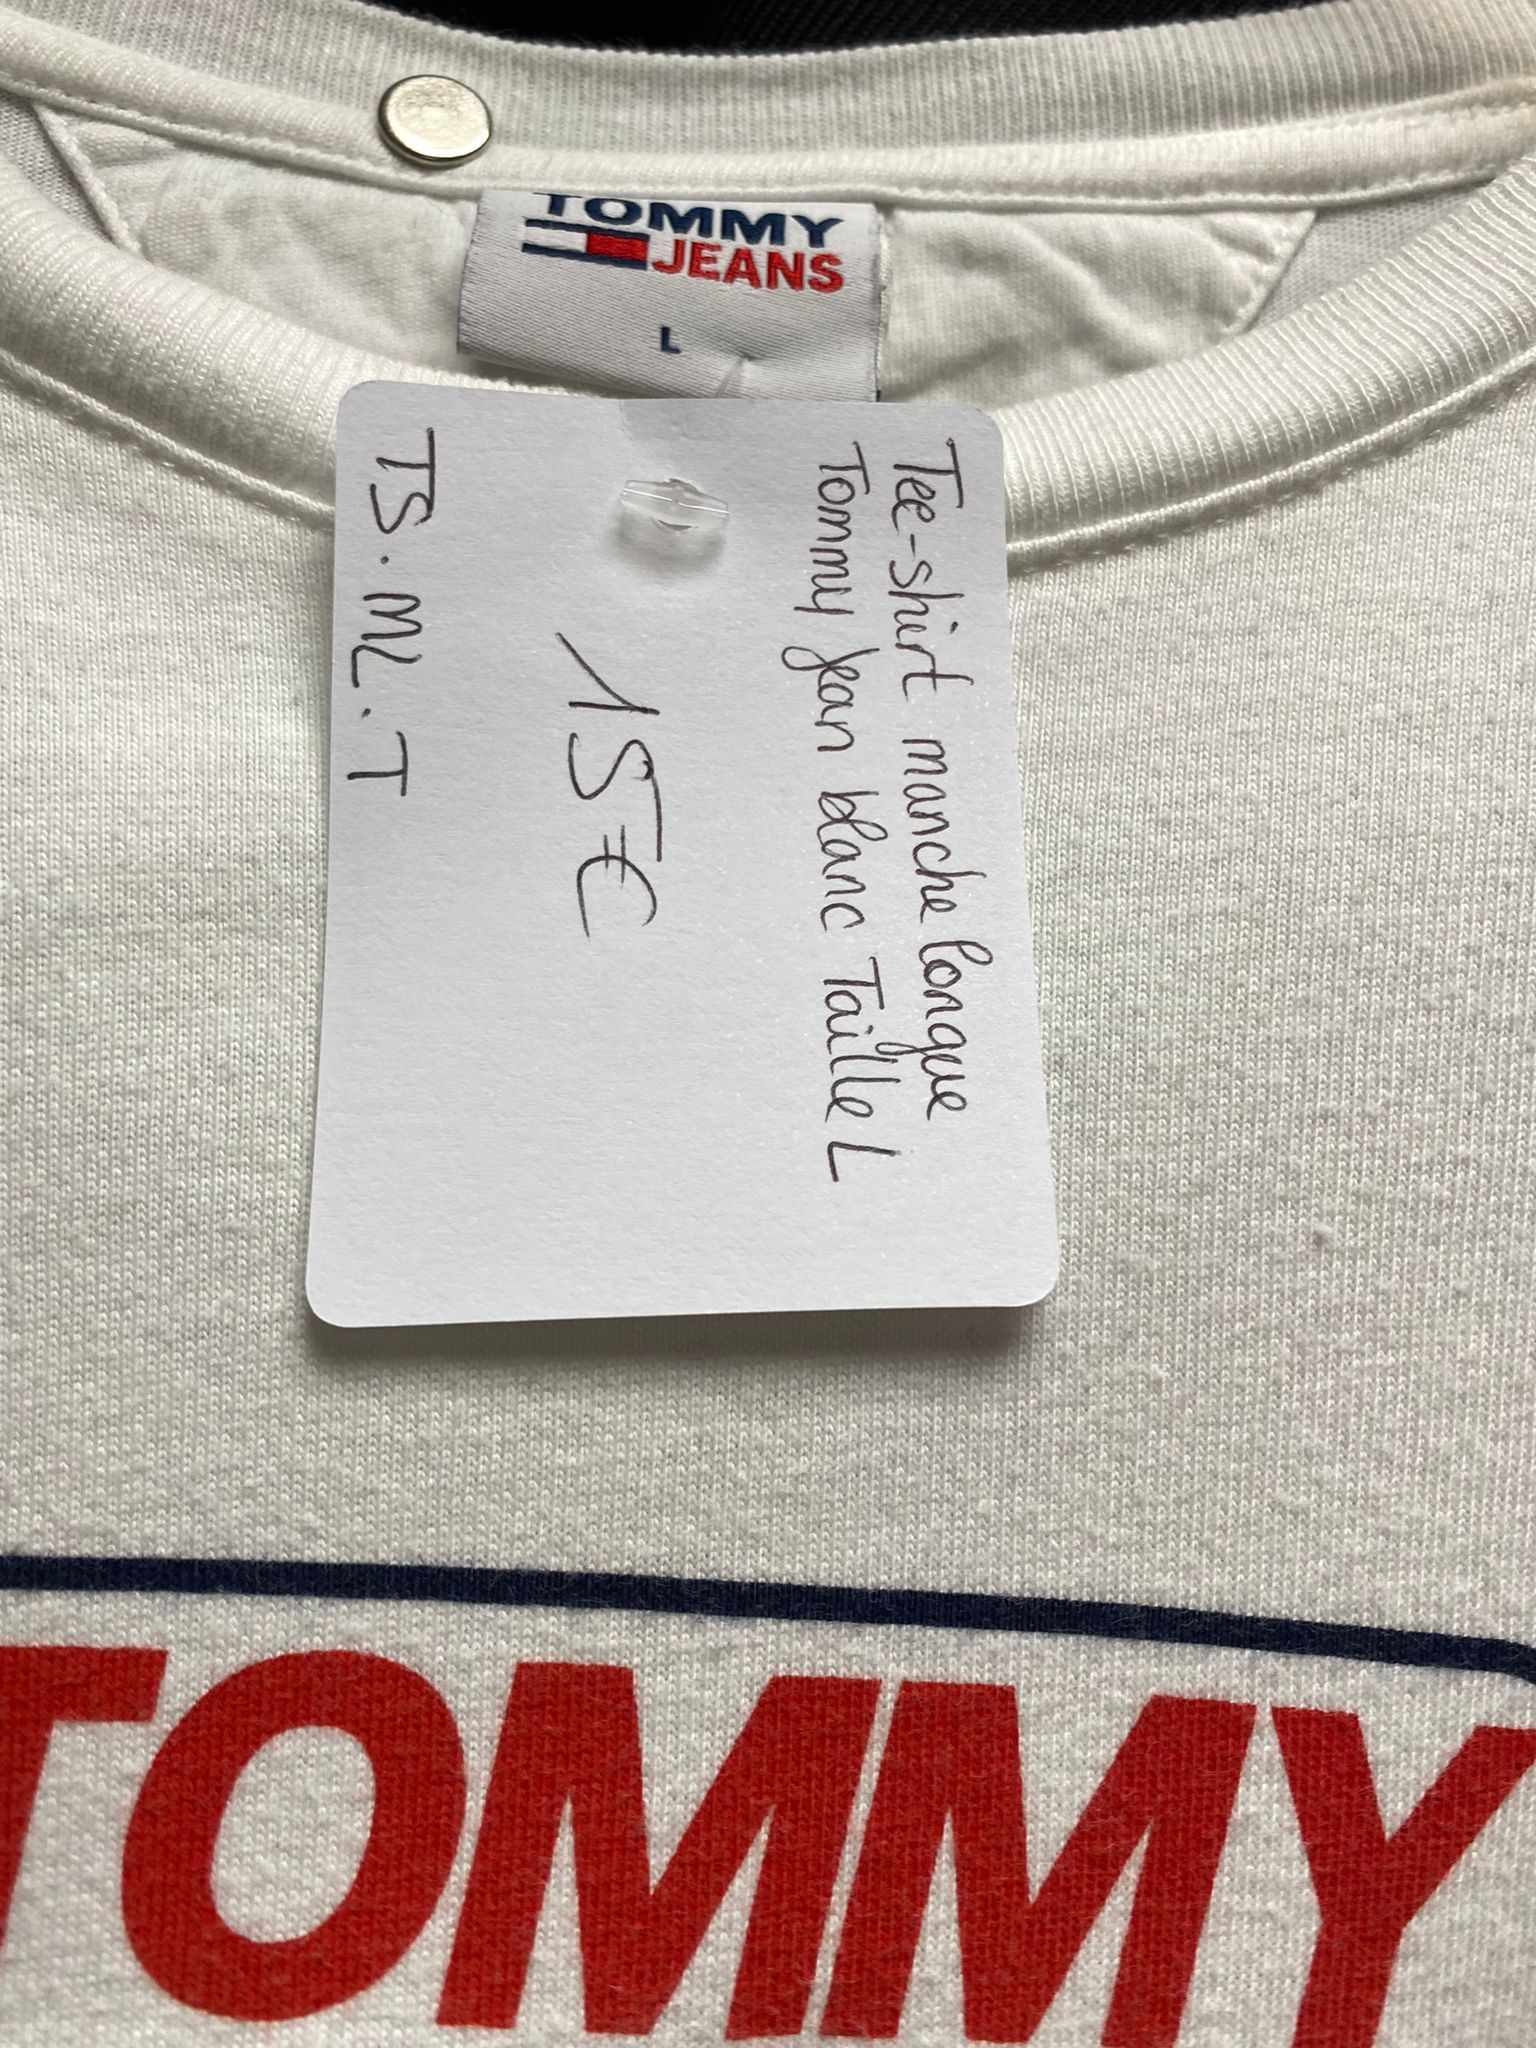 TOMMY
JEANS
L
Tee-shirt manche longue
Tommy Jean blanc Taille L
15€
TS.ML.T
TOMMY